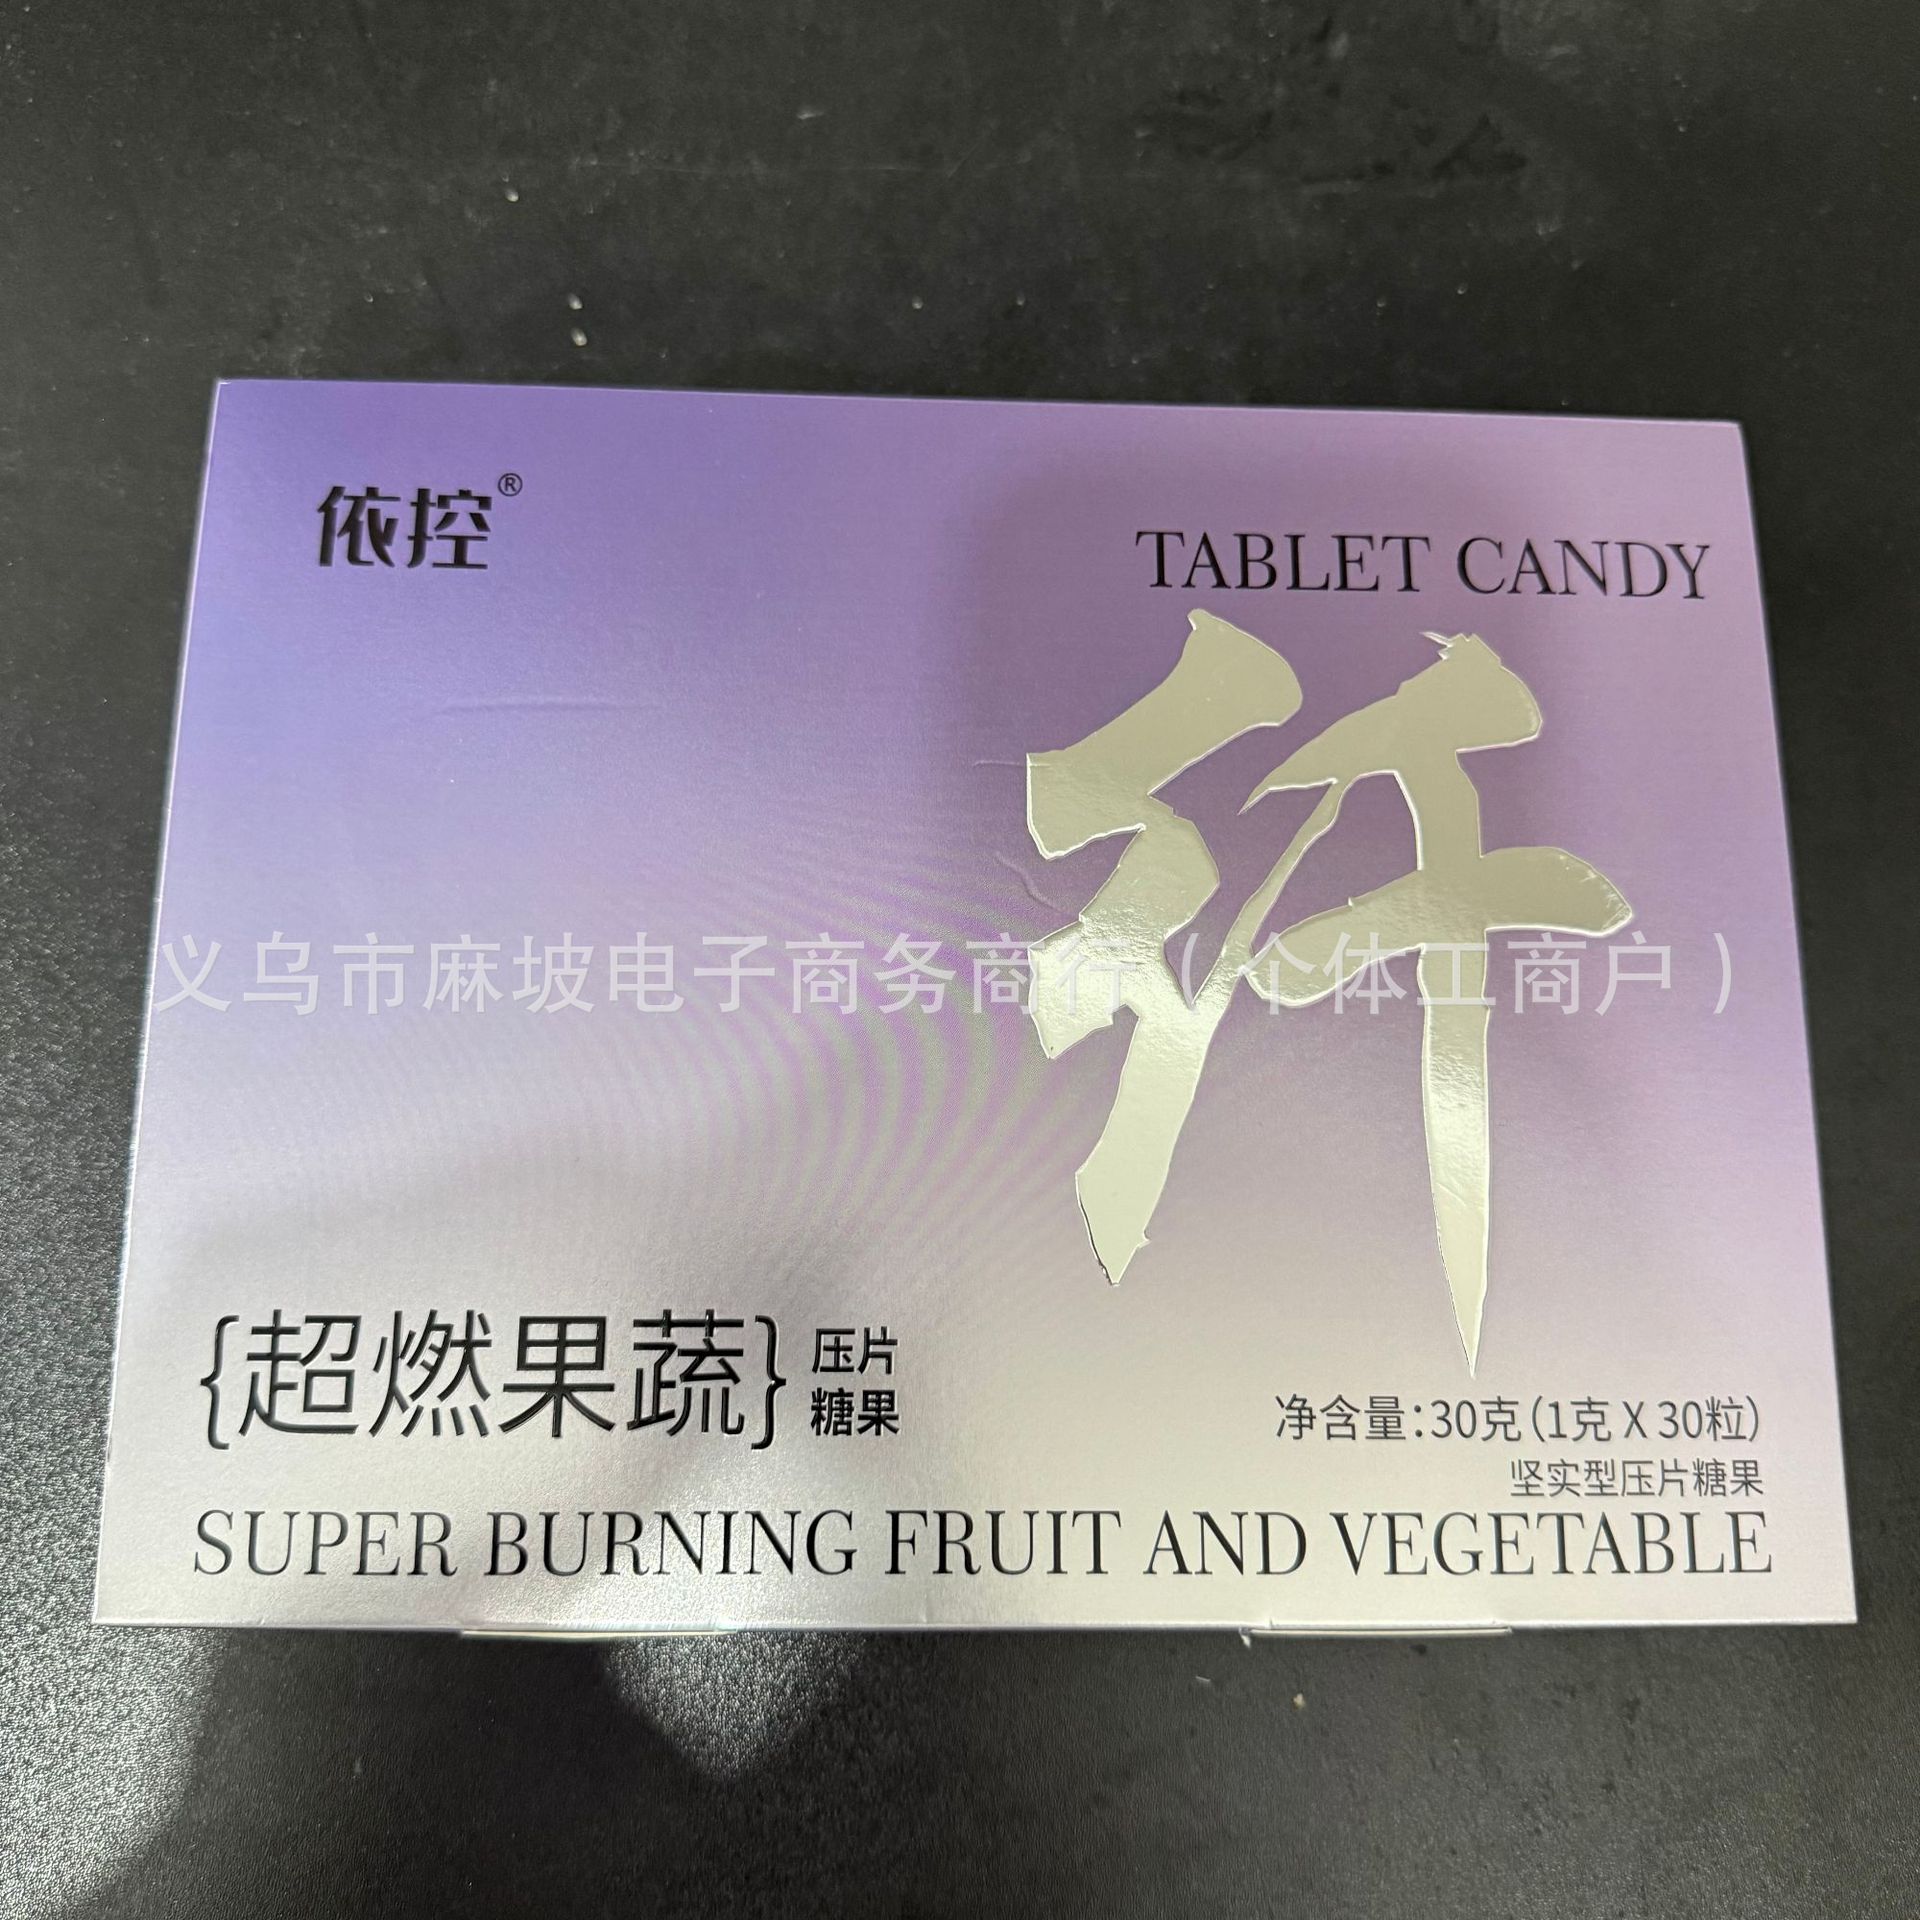 依控®
TABLET CANDY
纤
义乌市麻坡电子商务商行(个体工商户)
{超燃果蔬}
压片
糖果
净含量:30克(1克 X 30粒)
坚实型压片糖果
SUPER BURNING FRUIT AND VEGETABLE